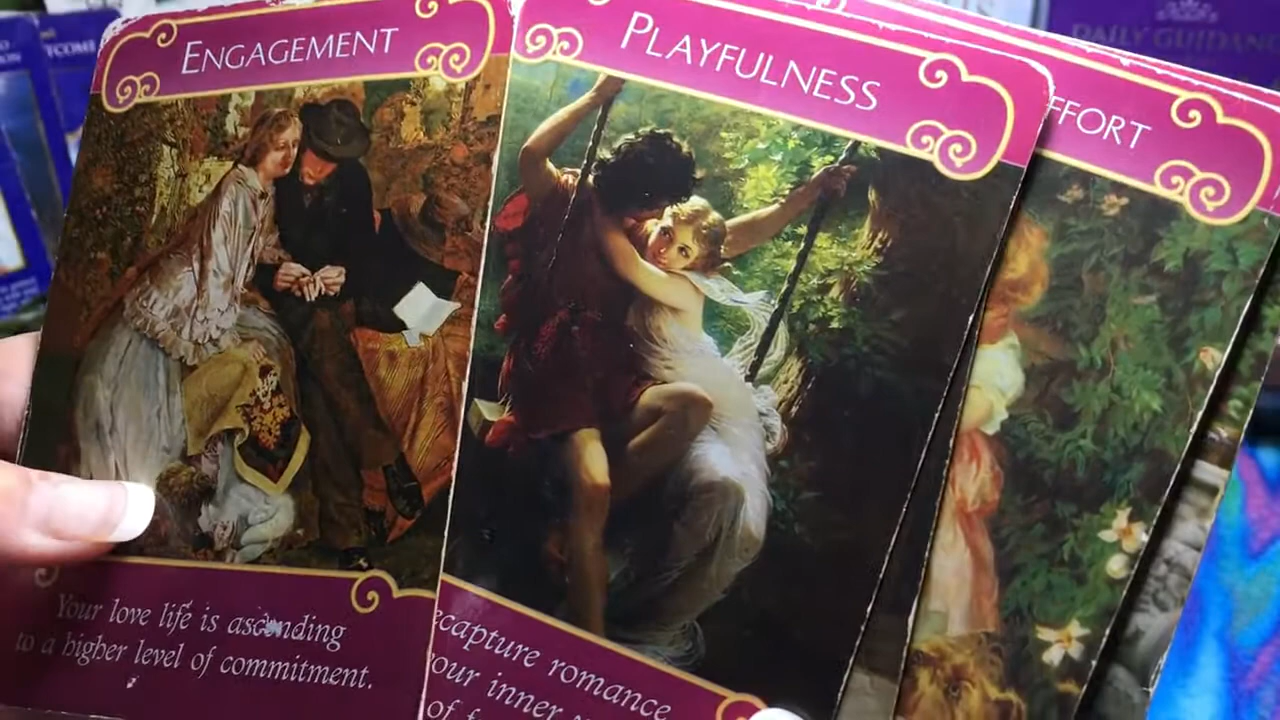 ENGAGEMENT
Your love life is ascending
to a higher level of commitment.
PLAYFULNESS
ecapture romance
our inner
of
FFORT
DAILY GUIDANC